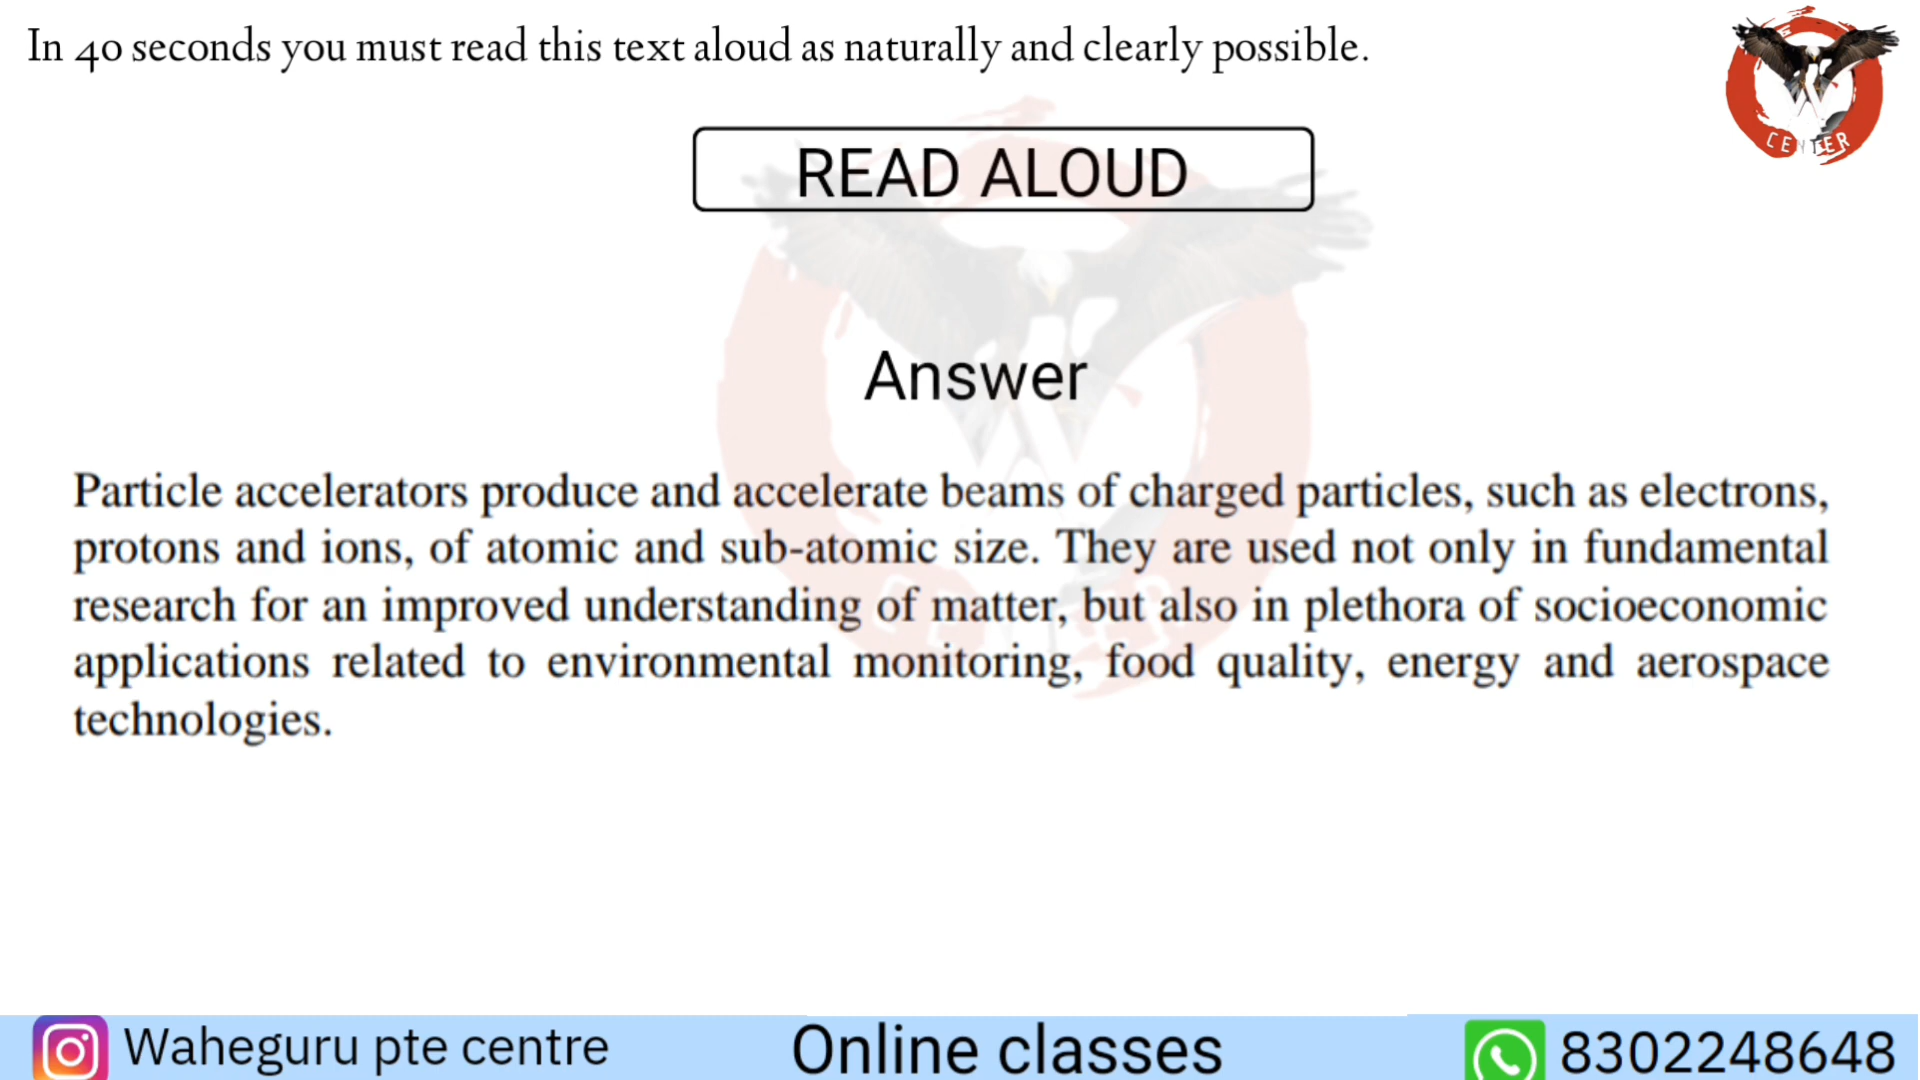 In 40 seconds you must read this text aloud as naturally and clearly possible.
CENTER
READ ALOUD
Answer
Particle accelerators produce and accelerate beams of charged particles, such as electrons,
protons and ions, of atomic and sub-atomic size. They are used not only in fundamental
research for an improved understanding of matter, but also in plethora of socioeconomic
applications related to environmental monitoring, food quality, energy and aerospace
technologies.
Waheguru pte centre
Online classes
8302248648